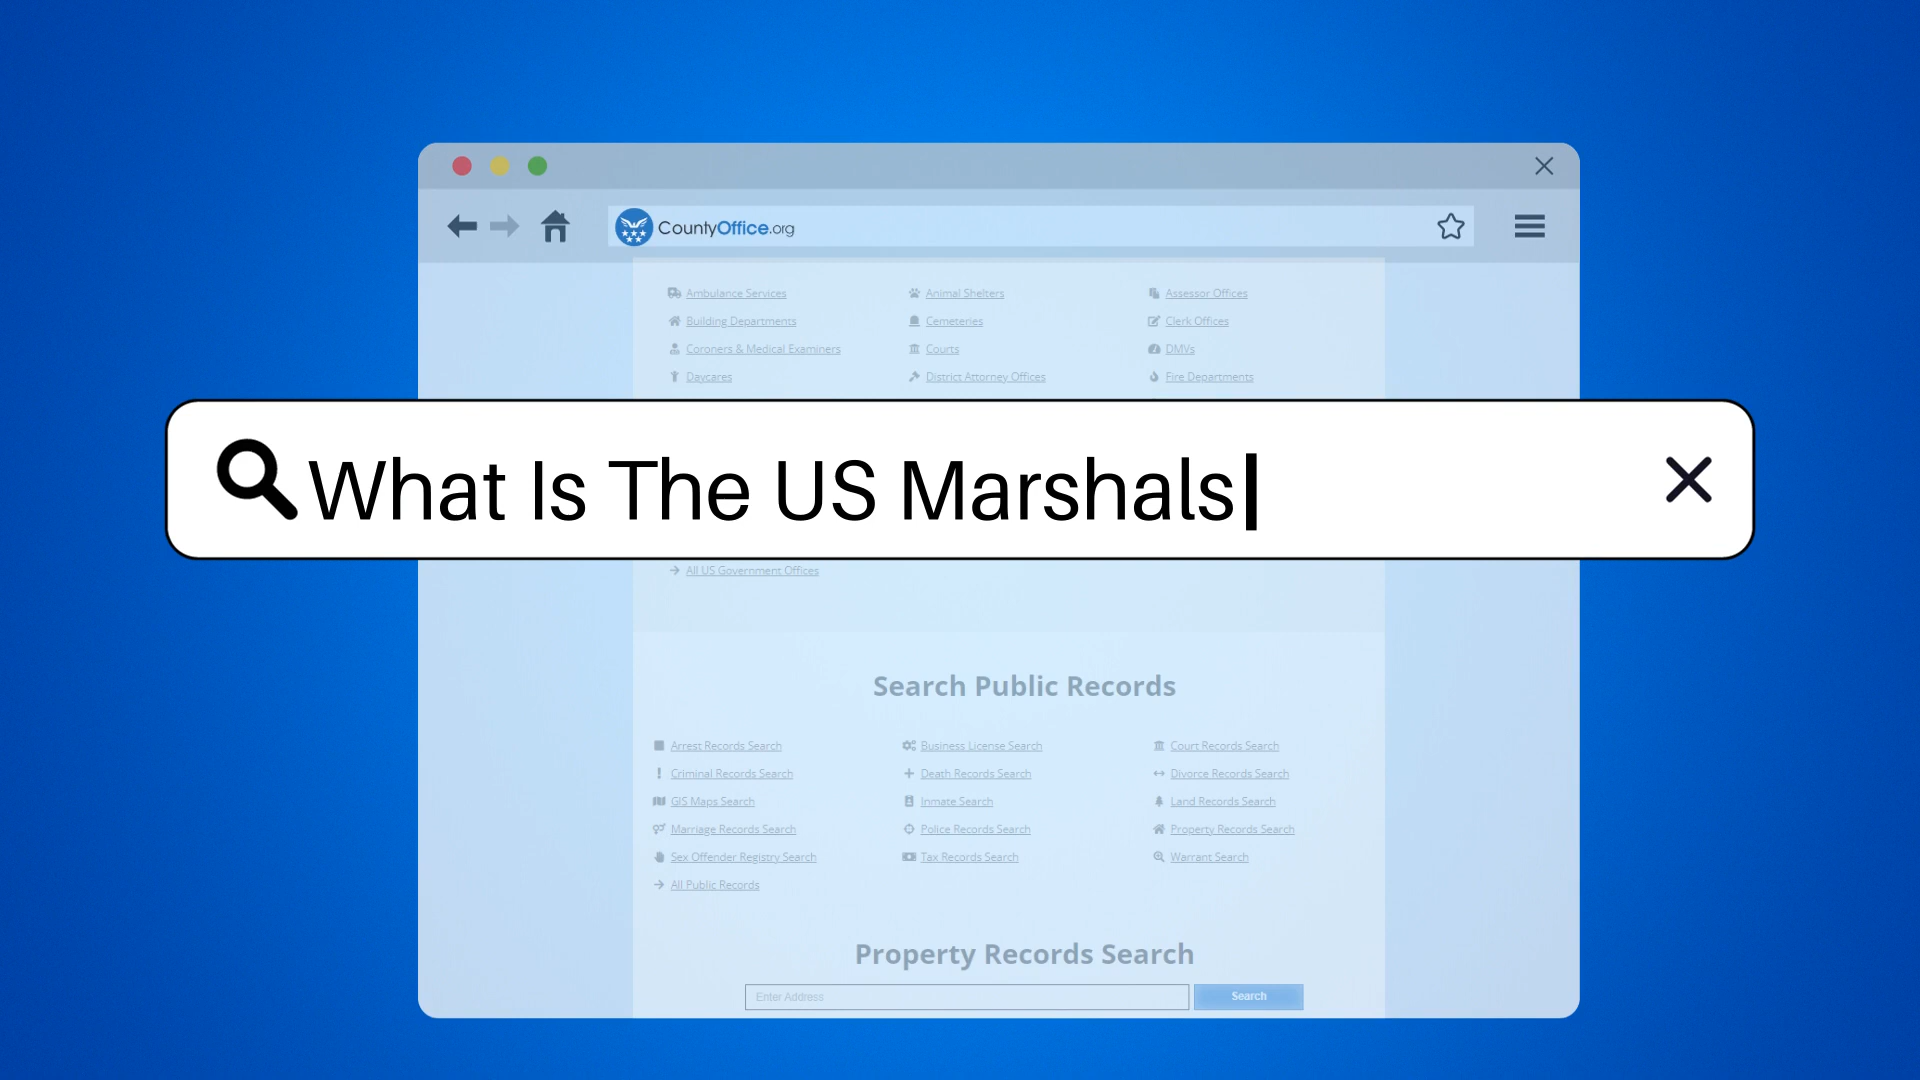 CountyOffice.org
Ambulance Services Animal Shelters Assessor Offices
Building Departments Cemeteries Clerk Offices
Coroners & Medical Examiners Courts DMVs
Daycares District Attorney Offices Fire Departments
What Is The US Marshals
All US Government Offices
Search Public Records
Arrest Records Search Business License Search Court Records Search
Criminal Records Search Death Records Search Divorce Records Search
GIS Maps Search Inmate Search Land Records Search
Marriage Records Search Police Records Search Property Records Search
Sex Offender Registry Search Tax Records Search Warrant Search
All Public Records
Property Records Search
Enter Address Search